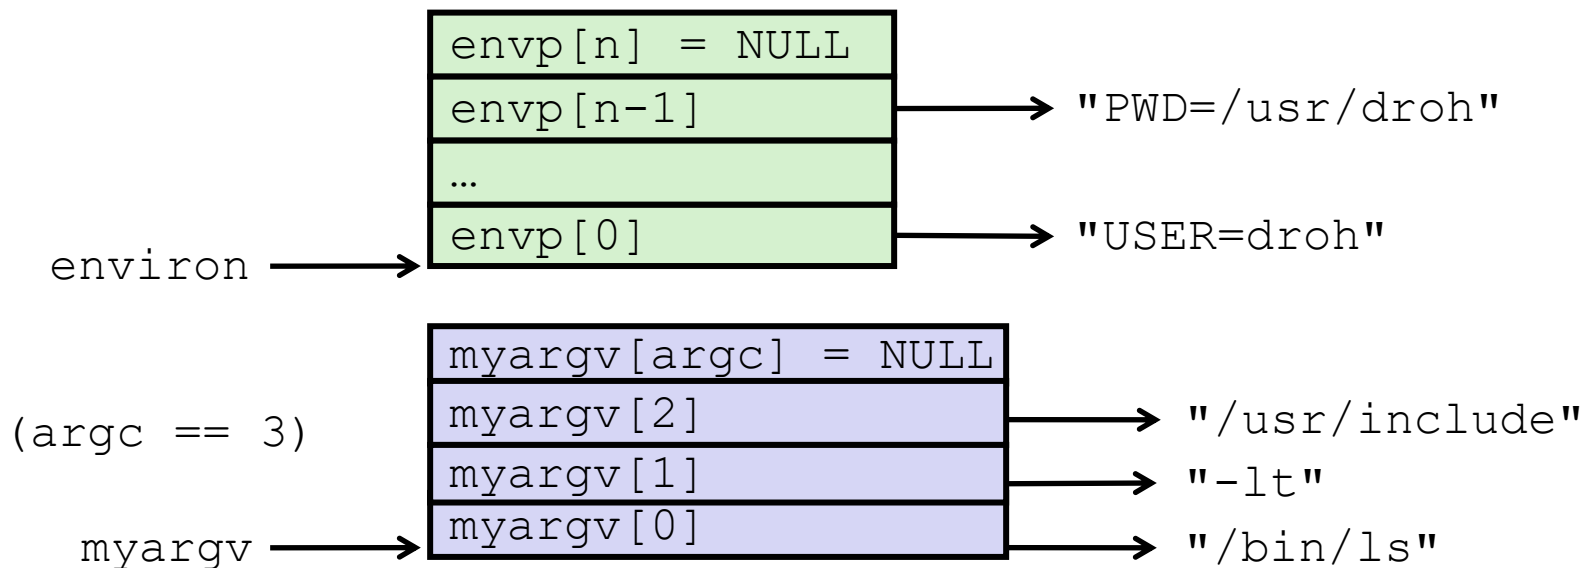 envp[n] = NULL
envp[n-1]
"PWD=/usr/droh"
…
envp[0]
"USER=droh"
environ
myargv[argc] = NULL
myargv[2]
"/usr/include"
(argc == 3)
myargv[1]
"-lt"
myargv[0]
"/bin/ls"
myargv